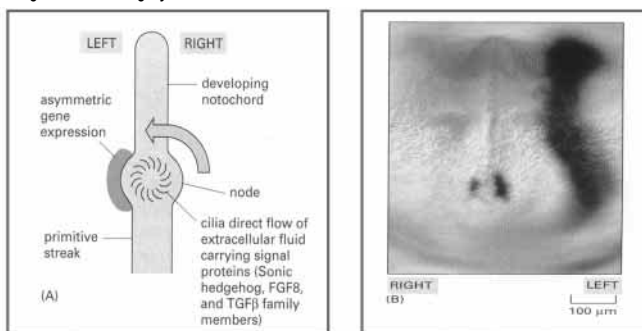 LEFT
RIGHT
developing
notochord
asymmetric
gene
expression
node
cilia direct flow of
extracellular fluid
carrying signal
proteins (Sonic
hedgehog, FGF8,
and TGFβ family
members)
primitive
streak
(A)
RIGHT
LEFT
(B)
100 μm